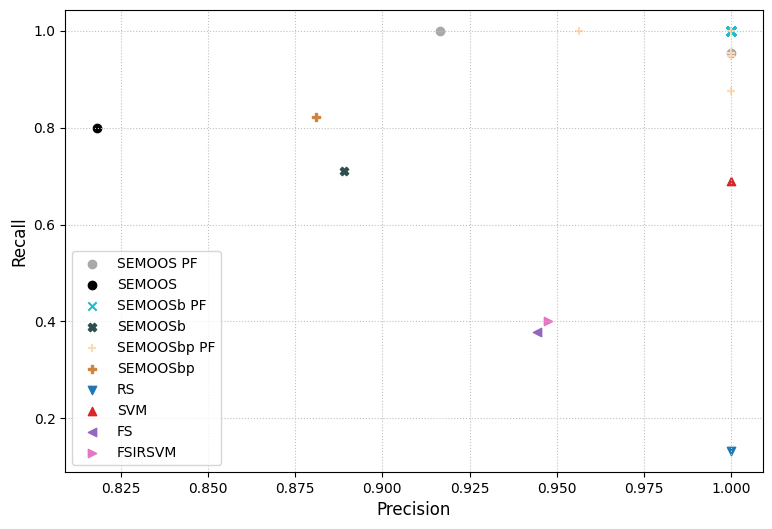 1.0
0.8
0.6
0.4
0.2
Recall
SEMOOS PF
SEMOOS
SEMOOSb PF
SEMOOSb
SEMOOSbp PF
SEMOOSbp
RS
SVM
FS
FSIRSVM
0.825 0.850 0.875 0.900 0.925 0.950 0.975 1.000
Precision